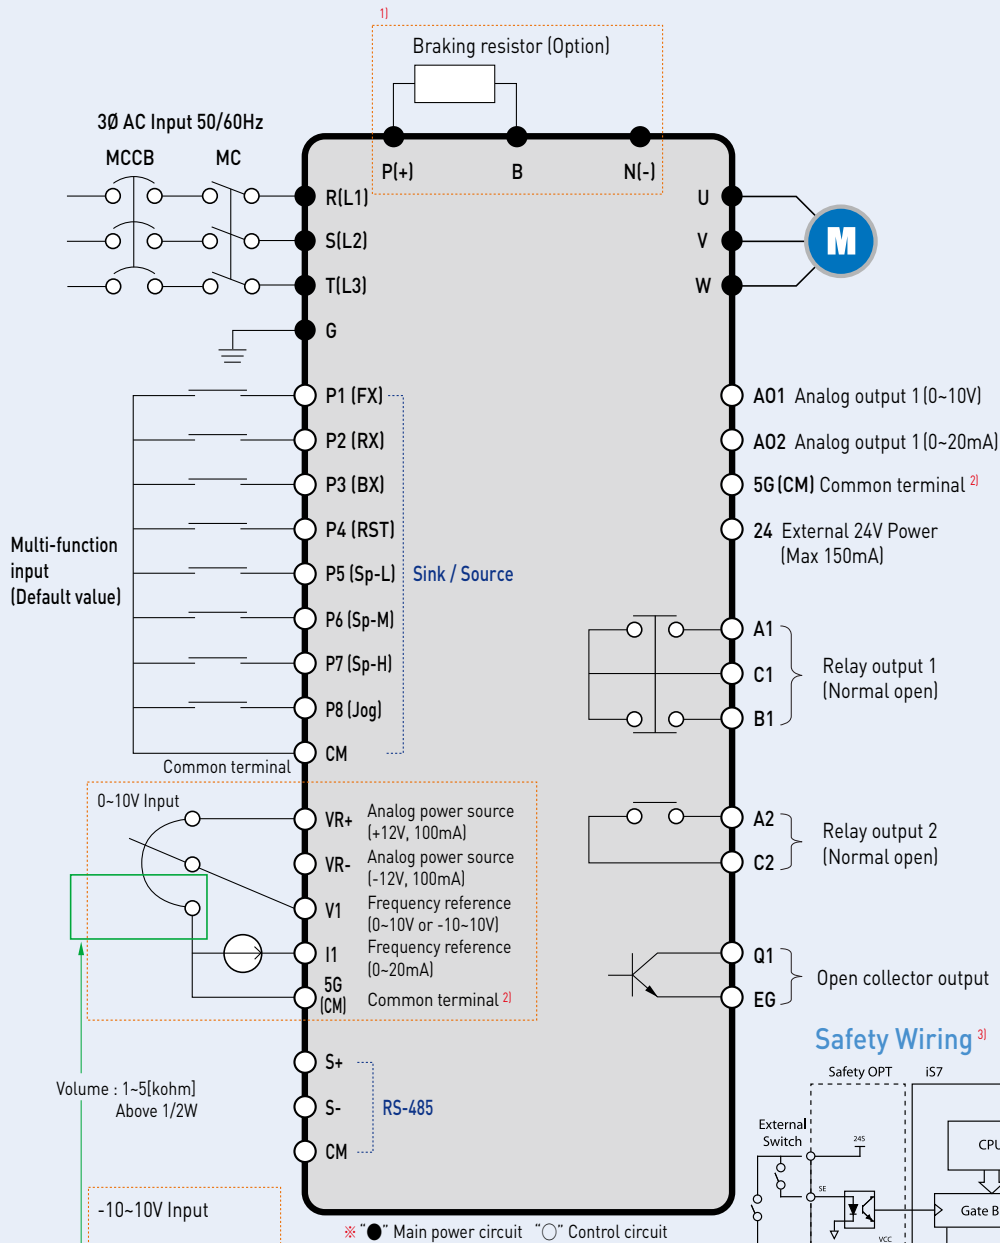 1)
Braking resistor (Option)
3Ø AC Input 50/60Hz
MCCB
MC
P(+)
B
N(-)
R(L1)
S(L2)
T(L3)
G
U
V
W
M
P1 (FX)
P2 (RX)
P3 (BX)
P4 (RST)
P5 (Sp-L)
P6 (Sp-M)
P7 (Sp-H)
P8 (Jog)
CM
Multi-function
input
(Default value)
Sink / Source
Common terminal
AO1 Analog output 1 (0~10V)
AO2 Analog output 1 (0~20mA)
5G (CM) Common terminal 2)
24 External 24V Power
(Max 150mA)
A1
C1
B1
Relay output 1
(Normal open)
A2
C2
Relay output 2
(Normal open)
Q1
EG
Open collector output
0~10V Input
VR+ Analog power source
(+12V, 100mA)
VR- Analog power source
(-12V, 100mA)
V1 Frequency reference
(0~10V or -10~10V)
I1 Frequency reference
(0~20mA)
5G
(CM) Common terminal 2)
S+
S-
CM
RS-485
Volume : 1~5[kohm]
Above 1/2W
-10~10V Input
※ "●" Main power circuit "○" Control circuit
Safety Wiring 3)
Safety OPT
iS7
External
Switch
24S
SE
VCC
CPU
Gate B